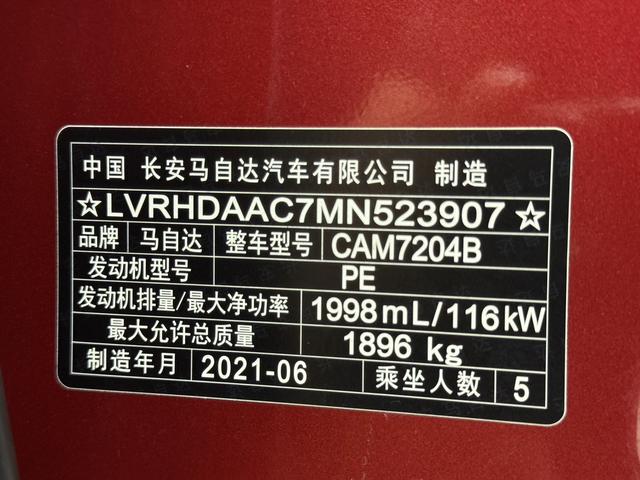 中国 长安马自达汽车有限公司 制造
☆LVRHDAAC7MN523907☆
品牌 马自达 整车型号 CAM7204B
发动机型号 PE
发动机排量/最大净功率 1998mL/116kW
最大允许总质量 1896 kg
制造年月 2021-06 乘坐人数 5